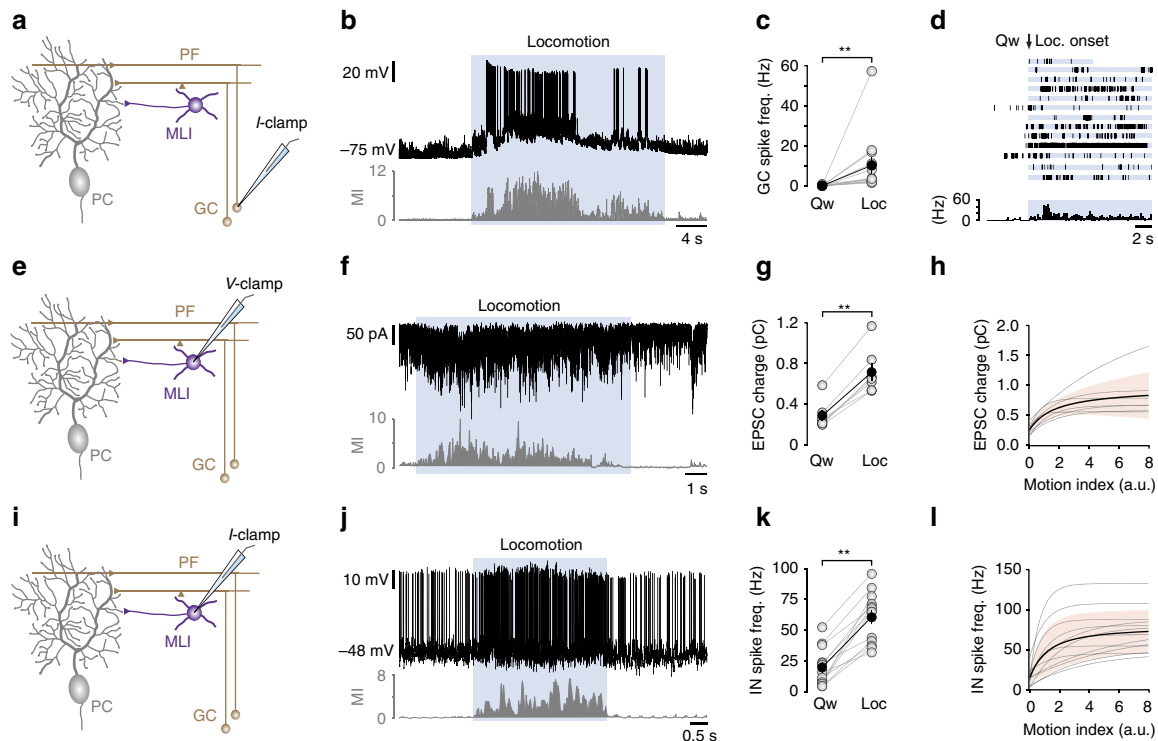 a
PF
MLI
I-clamp
PC
GC
b
Locomotion
20 mV
–75 mV
12
MI
0
4 s
c
**
GC spike freq. (Hz)
60
40
20
0
Qw Loc
d
Qw Loc. onset
60
(Hz)
0
2 s
e
V-clamp
PF
MLI
PC
GC
f
Locomotion
50 pA
10
MI
0
1 s
g
**
EPSC charge (pC)
1.2
0.8
0.4
0
Qw Loc
h
EPSC charge (pC)
2.0
1.5
1.0
0.5
0.0
0 2 4 6 8
Motion index (a.u.)
i
I-clamp
PF
MLI
PC
GC
j
Locomotion
10 mV
–48 mV
8
MI
0
0.5 s
k
**
IN spike freq. (Hz)
100
75
50
25
0
Qw Loc
l
IN spike freq. (Hz)
150
100
50
0
0 2 4 6 8
Motion index (a.u.)